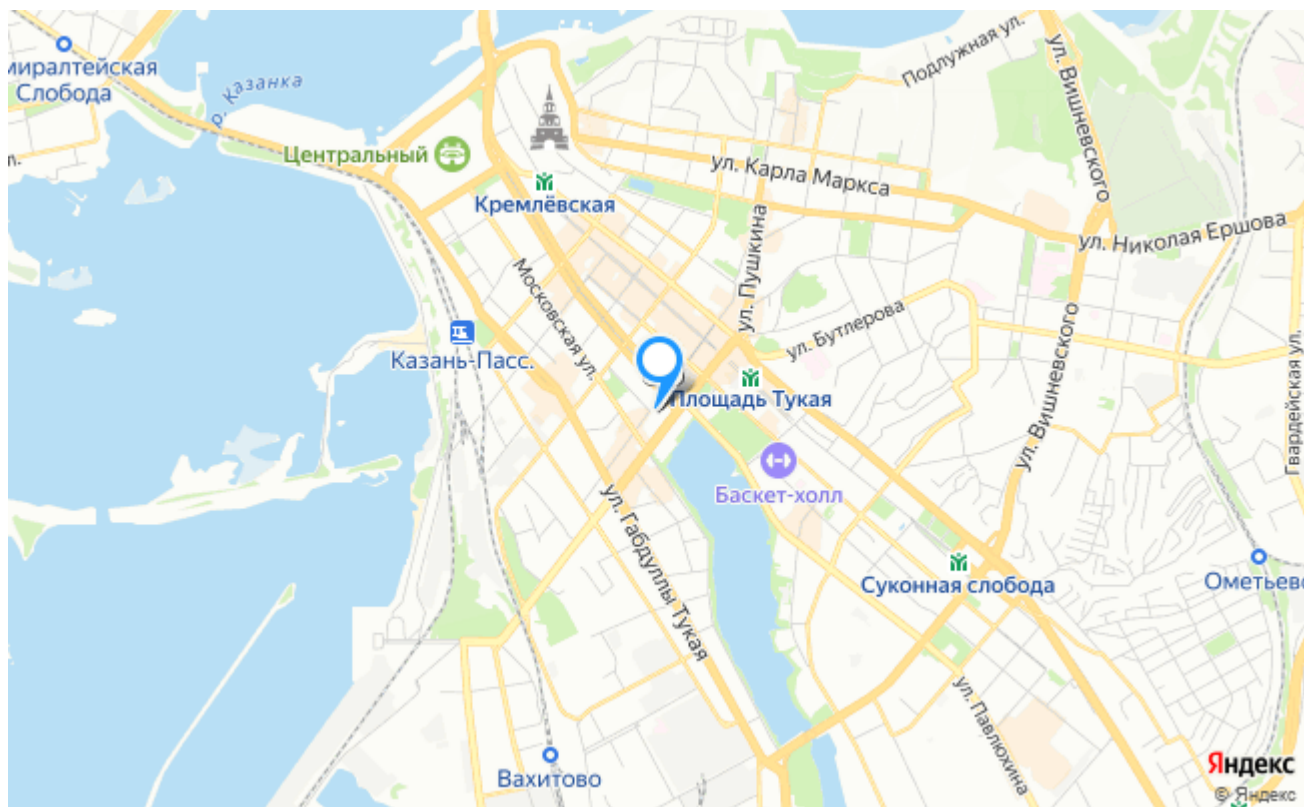 Подлужная ул.
ул. Вишневского
миралтейская
Слобода
р. Казанка
Центральный
ул. Карла Маркса
Кремлёвская
ул. Николая Ершова
ул. Пушкина
Московская ул.
ул. Бутлерова
Казань-Пасс.
Площадь Тукая
ул. Вишневского
Гвардейская ул.
Баскет-холл
ул. Габдуллы Тукая
Суконная слобода
Ометьево
ул. Павлюхина
Вахитово
Яндекс
© Яндекс